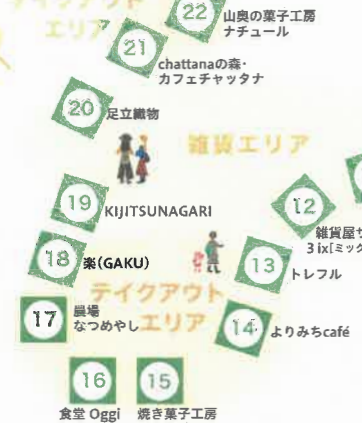 テイクアウト
エリア
22
山奥の菓子工房
ナチュール
21
chattanaの森・
カフェチャッタナ
20
足立織物
雑貨エリア
19
KIJITSUNAGARI
12
雑貨屋サ
3 ix[ミック
18
楽(GAKU)
13
トレフル
テイクアウト
エリア
17
農場
なつめやし
14
よりみちcafé
16
食堂 Oggi
15
焼き菓子工房